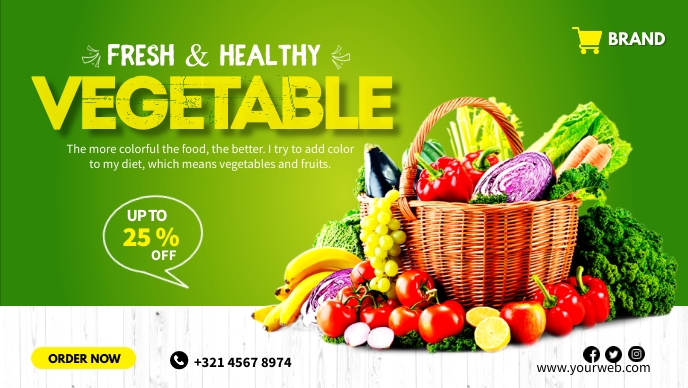 BRAND
FRESH & HEALTHY
VEGETABLE
The more colorful the food, the better. I try to add color
to my diet, which means vegetables and fruits.
UP TO
25 %
OFF
ORDER NOW
+321 4567 8974
www.yourweb.com